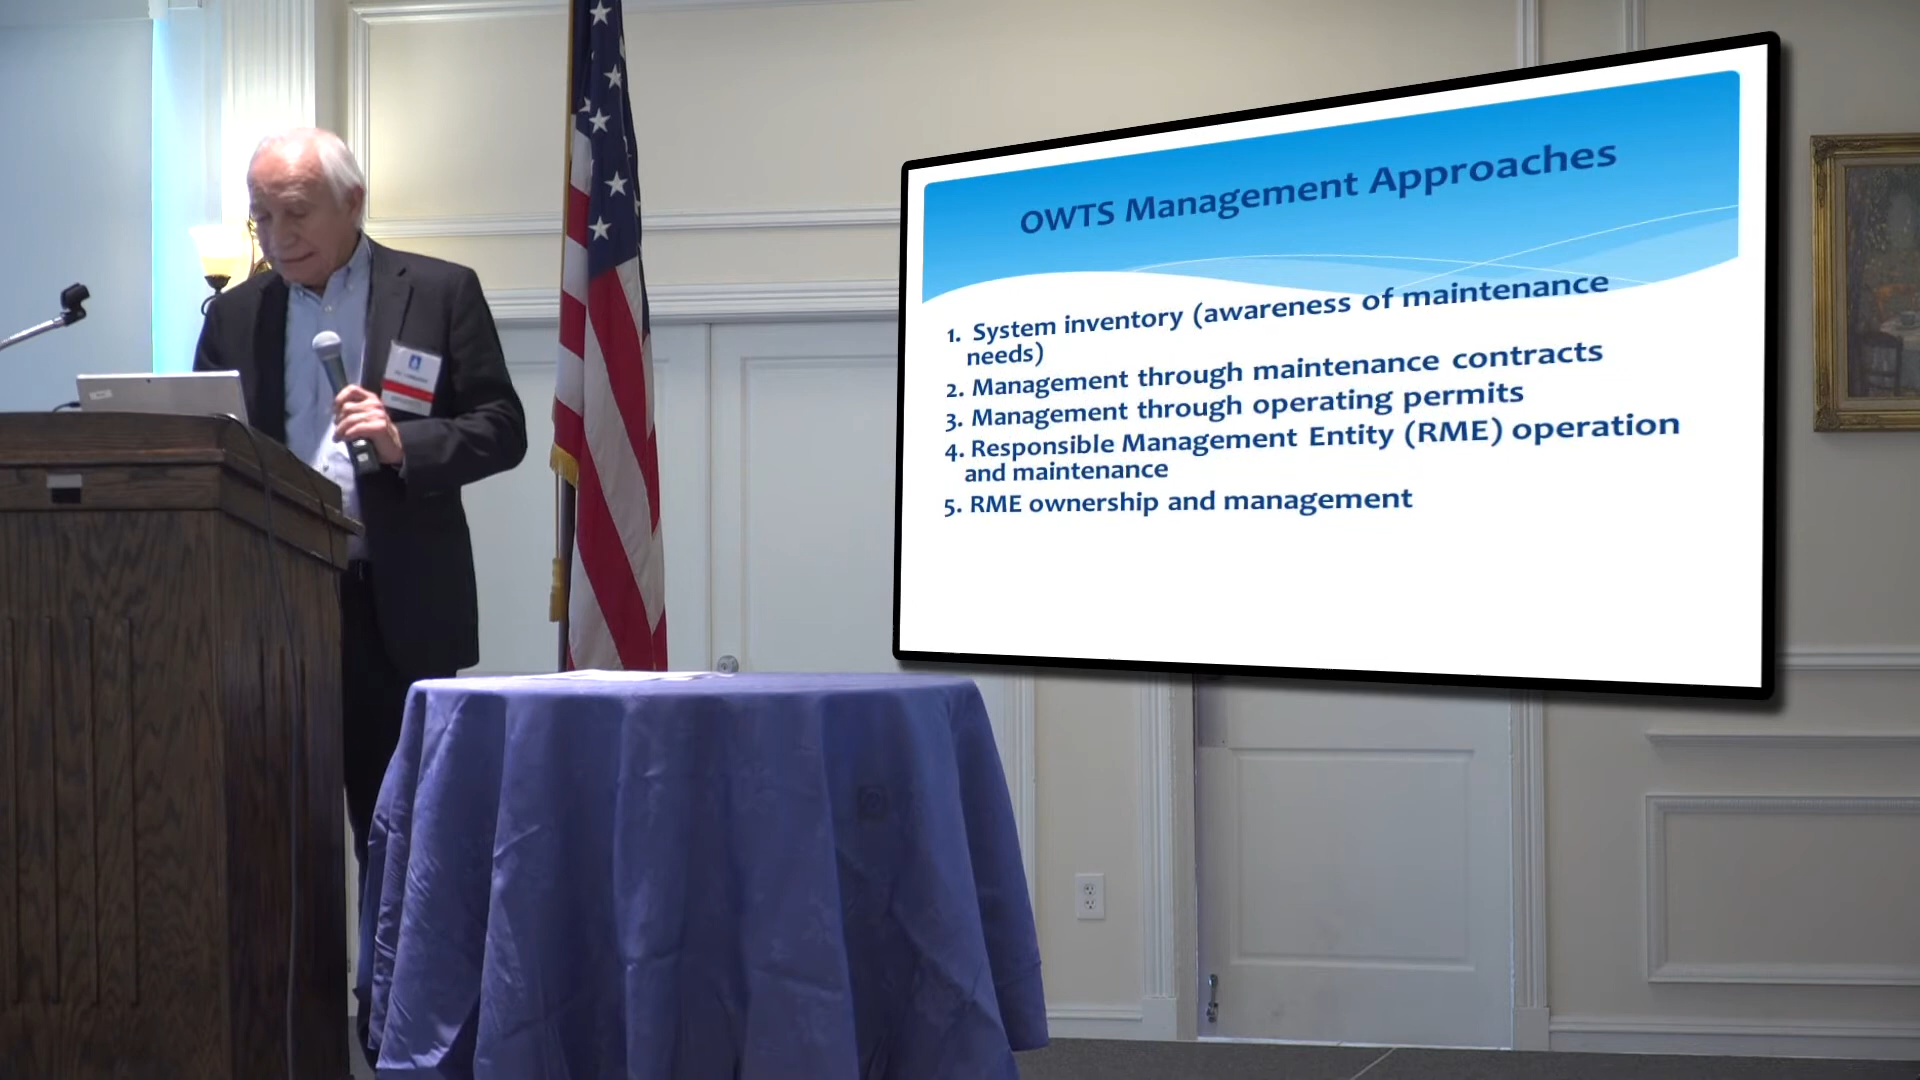 OWTS Management Approaches
1. System inventory (awareness of maintenance
needs)
2. Management through maintenance contracts
3. Management through operating permits
4. Responsible Management Entity (RME) operation
and maintenance
5. RME ownership and management